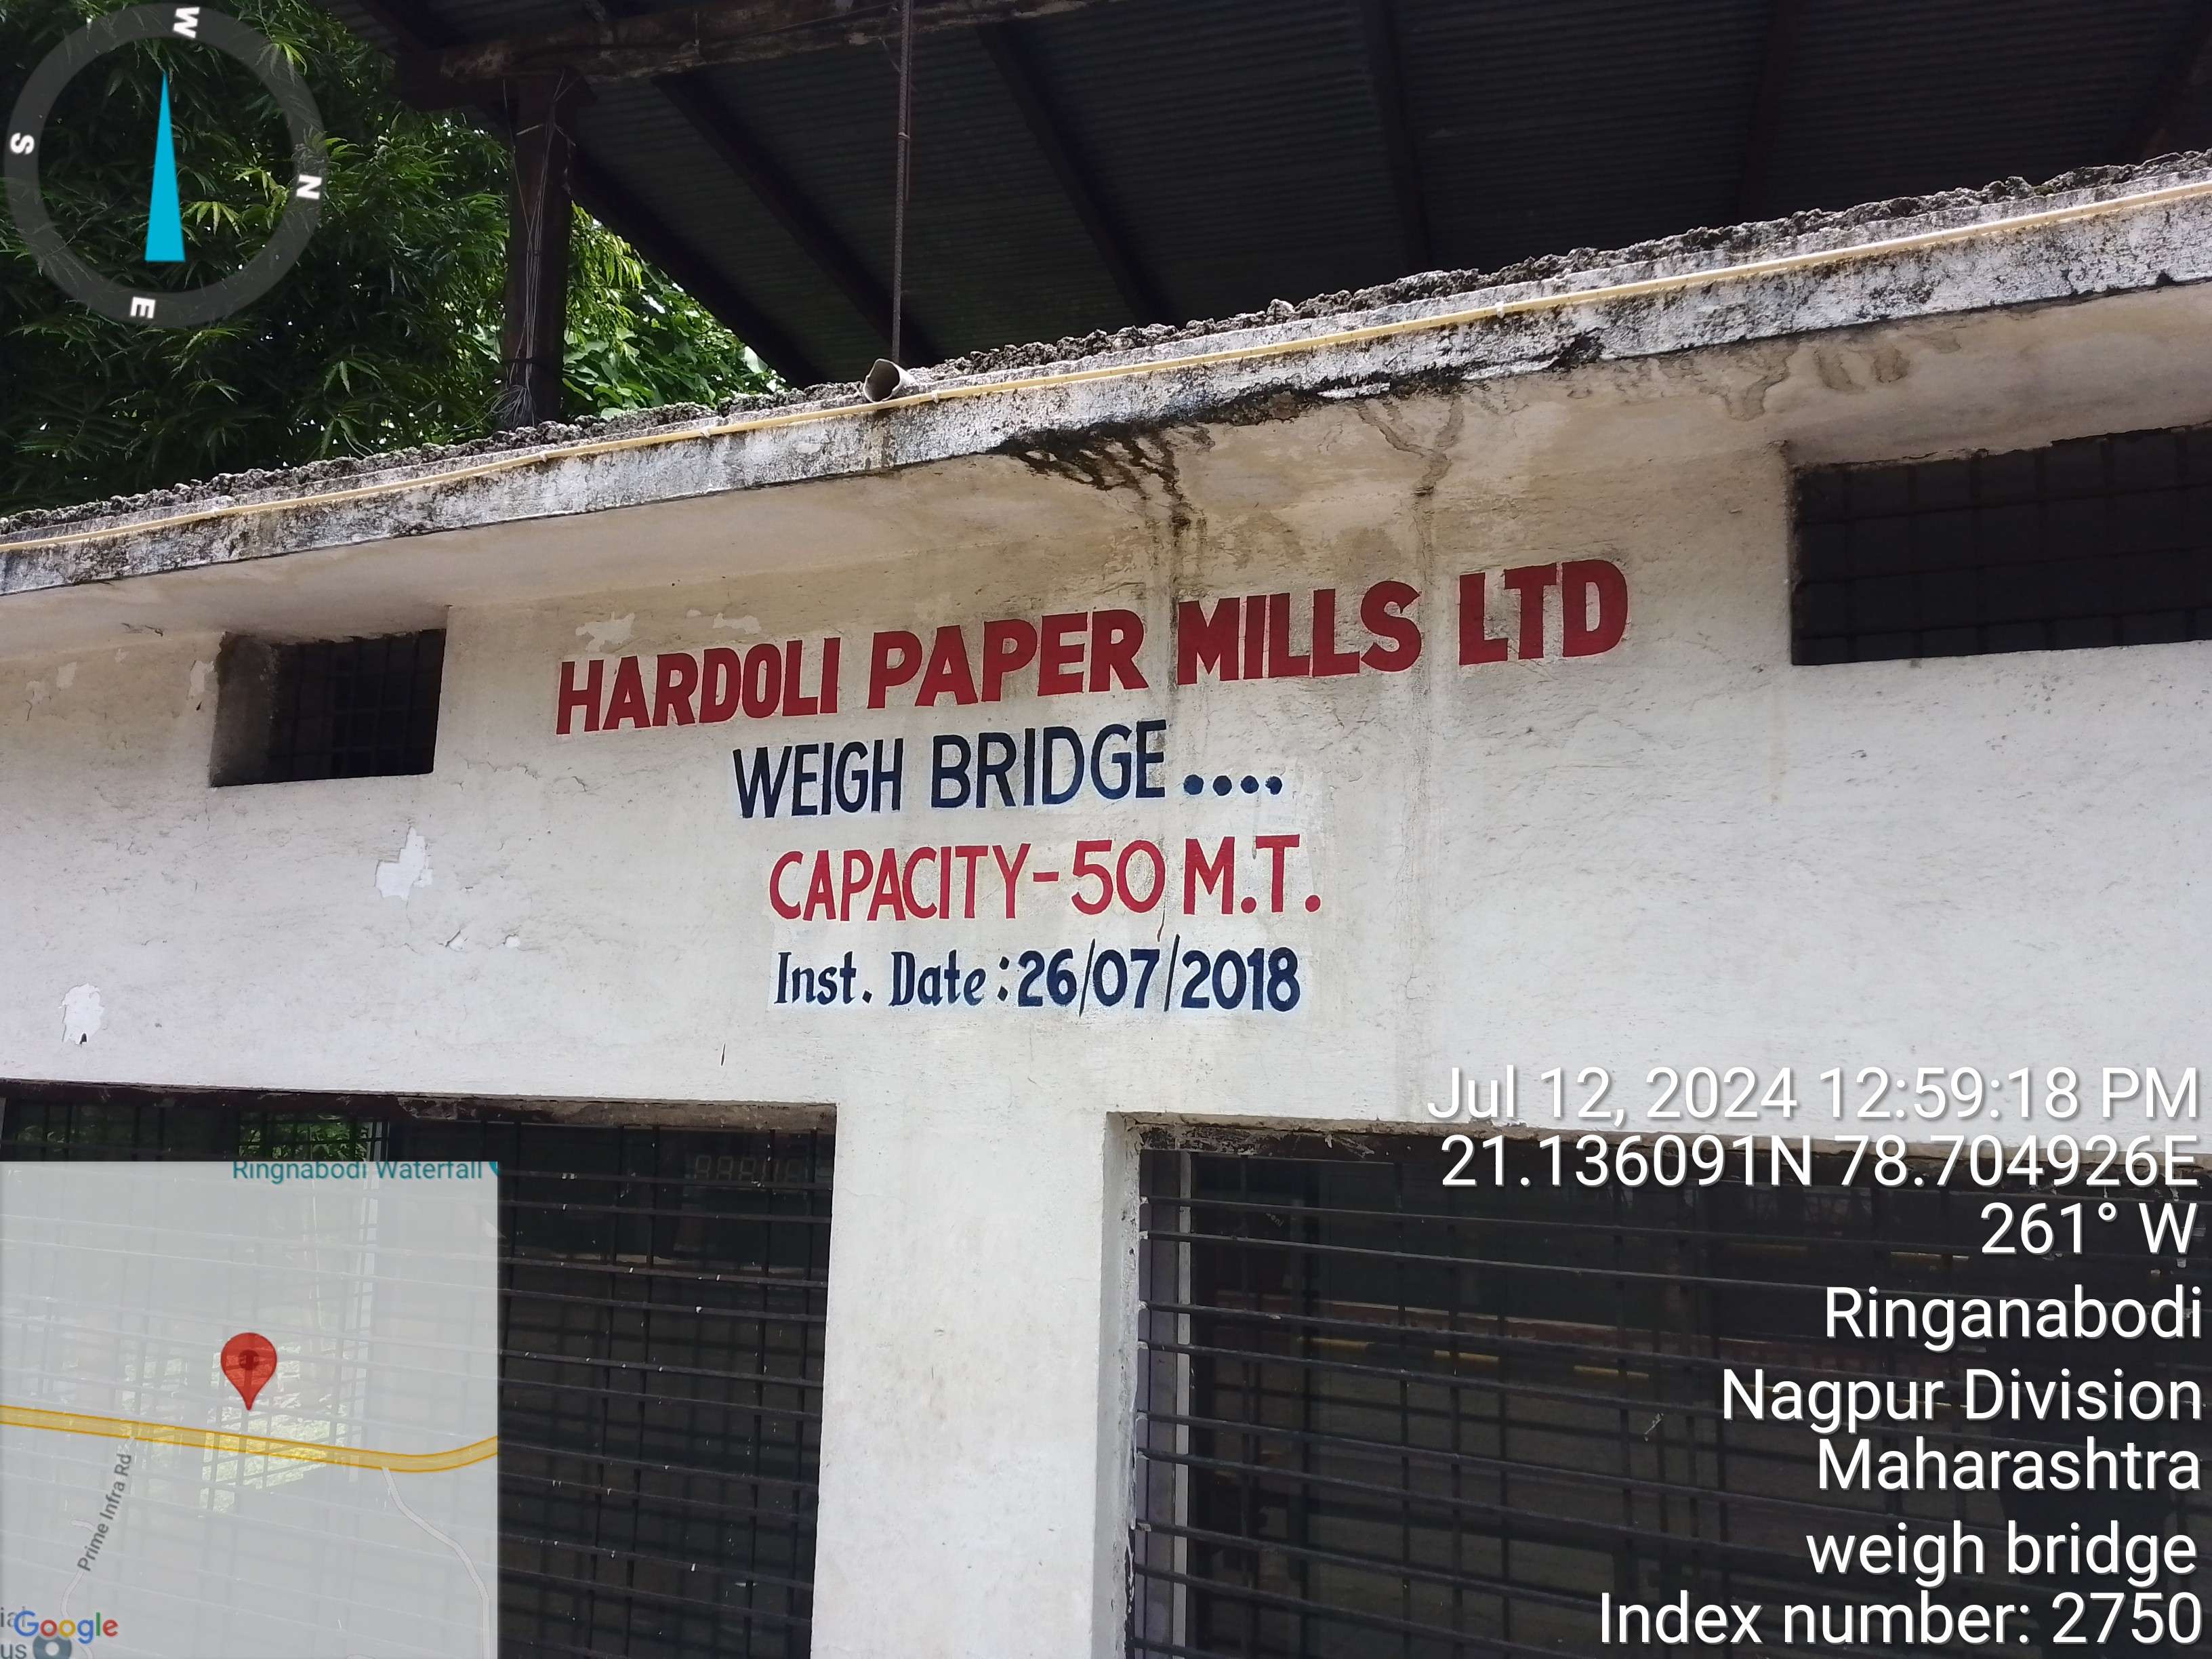 W
S
N
E
HARDOLI PAPER MILLS LTD
WEIGH BRIDGE....
CAPACITY-50 M.T.
Inst. Date:26/07/2018
Jul 12, 2024 12:59:18 PM
21.136091N 78.704926E
261° W
Ringanabodi
Nagpur Division
Maharashtra
weigh bridge
Index number: 2750
Ringnabodi Waterfall
Prime Infra Rd
Google